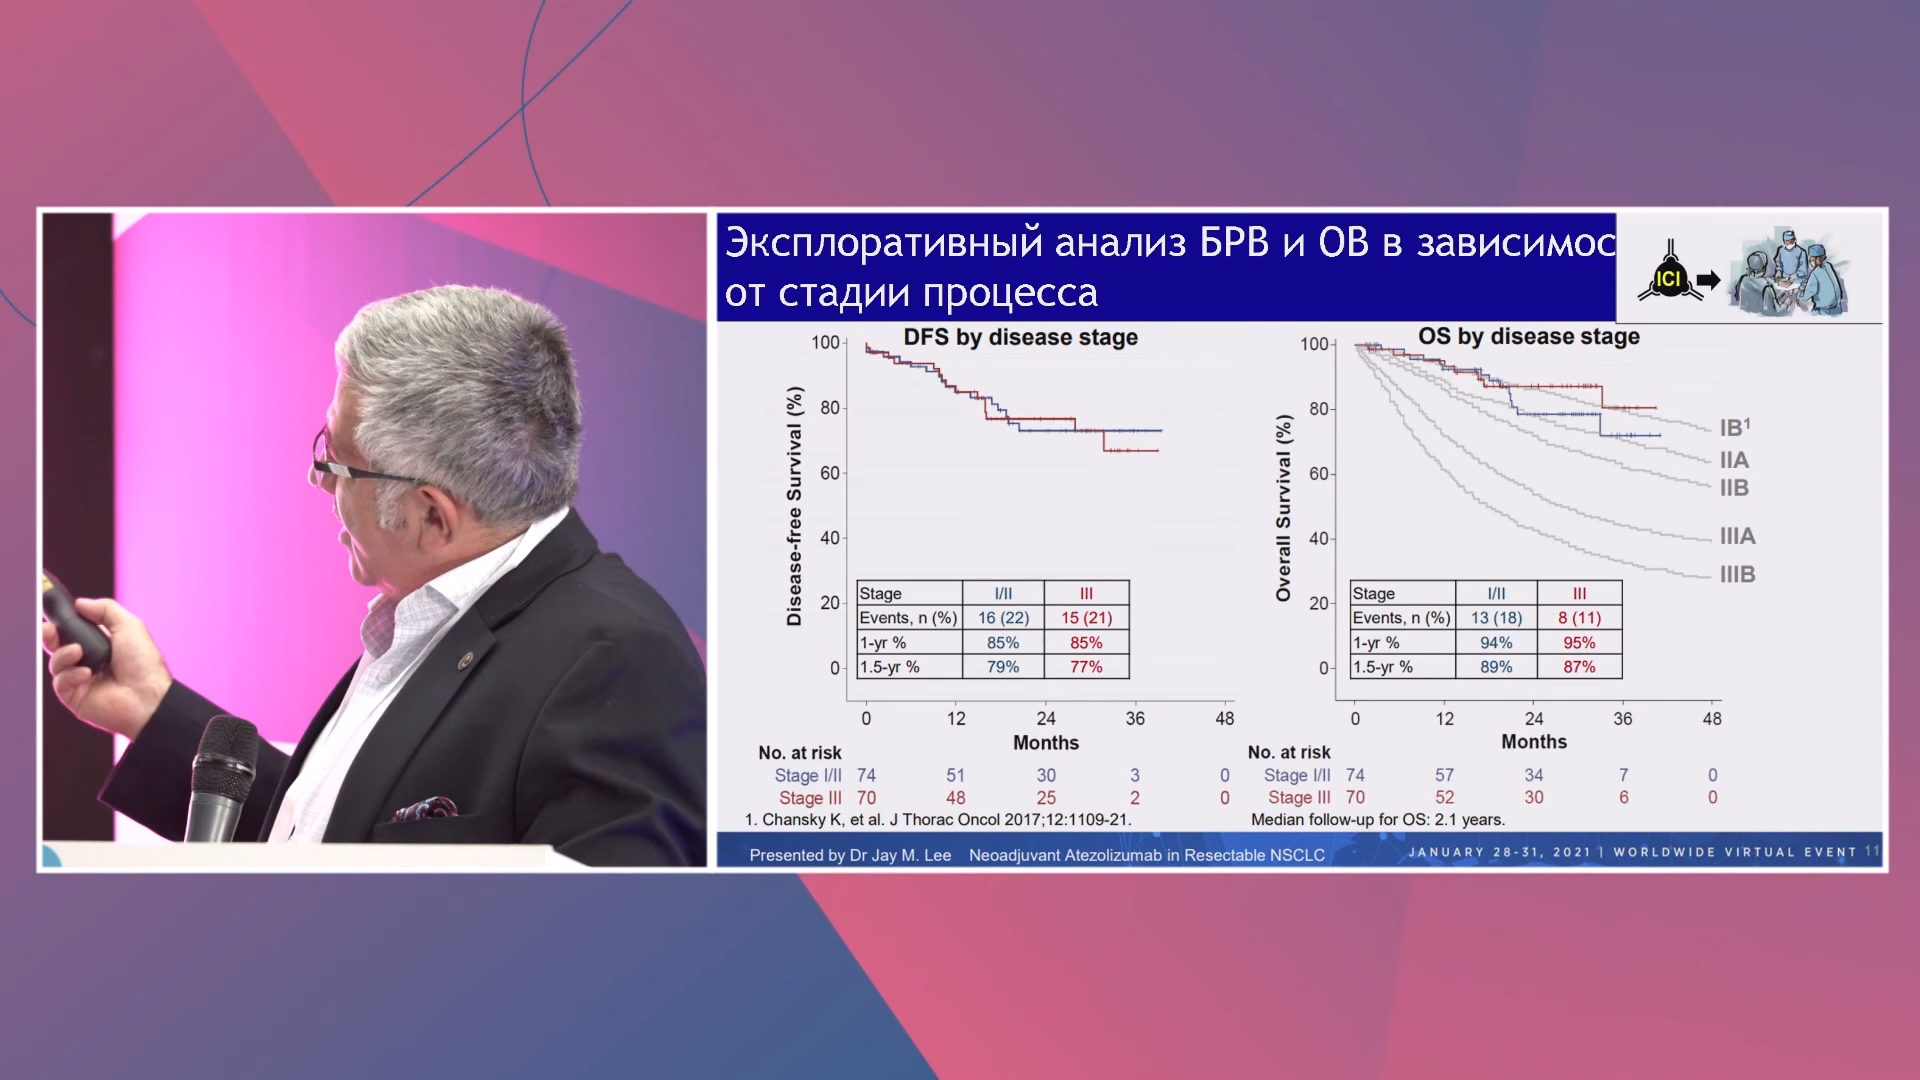 Эксплоративный анализ БРВ и ОВ в зависимос
от стадии процесса
ICI
DFS by disease stage
Disease-free Survival (%)
100
80
60
40
20
0
Stage I/II III
Events, n (%) 16 (22) 15 (21)
1-yr % 85% 85%
1.5-yr % 79% 77%
0 12 24 36 48
Months
No. at risk
Stage I/II 74 51 30 3 0
Stage III 70 48 25 2 0
1. Chansky K, et al. J Thorac Oncol 2017;12:1109-21.
OS by disease stage
Overall Survival (%)
100
80
60
40
20
0
IB¹
IIA
IIB
IIIA
IIIB
Stage I/II III
Events, n (%) 13 (18) 8 (11)
1-yr % 94% 95%
1.5-yr % 89% 87%
0 12 24 36 48
Months
No. at risk
Stage I/II 74 57 34 7 0
Stage III 70 52 30 6 0
Median follow-up for OS: 2.1 years.
Presented by Dr Jay M. Lee Neoadjuvant Atezolizumab in Resectable NSCLC
JANUARY 28-31, 2021 | WORLDWIDE VIRTUAL EVENT 11